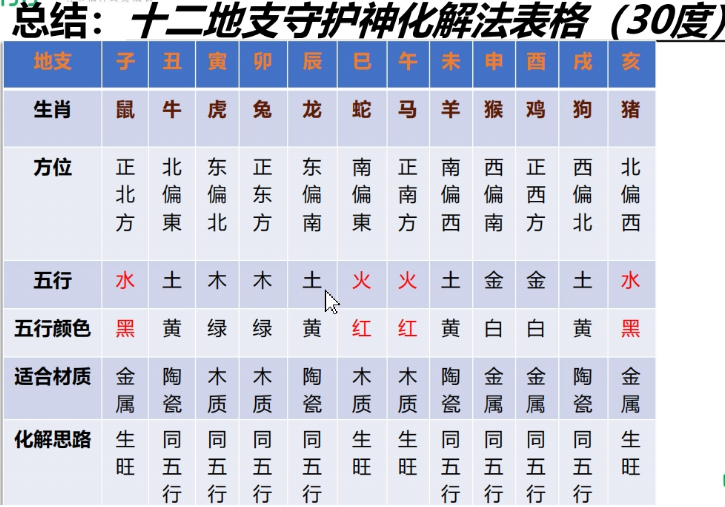 总结：十二地支守护神化解法表格（30度）
地支 子 丑 寅 卯 辰 巳 午 未 申 酉 戌 亥
生肖 鼠 牛 虎 兔 龙 蛇 马 羊 猴 鸡 狗 猪
方位 正北方 北偏東 东偏北 正东方 东偏南 南偏東 正南方 南偏西 西偏南 正西方 西偏北 北偏西
五行 水 土 木 木 土 火 火 土 金 金 土 水
五行颜色 黑 黄 绿 绿 黄 红 红 黄 白 白 黄 黑
适合材质 金属 陶瓷 木质 木质 陶瓷 木质 木质 陶瓷 金属 金属 陶瓷 金属
化解思路 生旺 同五行 同五行 同五行 同五行 生旺 生旺 同五行 同五行 同五行 同五行 生旺